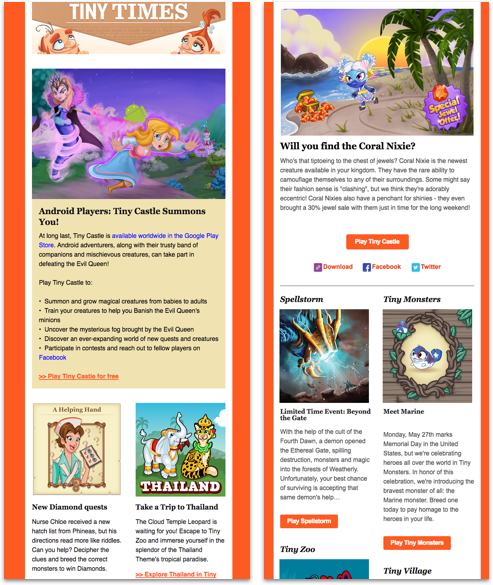 TINY TIMES
Android Players: Tiny Castle Summons
You!
At long last, Tiny Castle is available worldwide in the Google Play
Store. Android adventurers, along with their trusty band of
companions and mischievous creatures, can take part in
defeating the Evil Queen!
Play Tiny Castle to:
• Summon and grow magical creatures from babies to adults
• Train your creatures to help you Banish the Evil Queen's
minions
• Uncover the mysterious fog brought by the Evil Queen
• Discover an ever-expanding world of new quests and creatures
• Participate in contests and reach out to fellow players on
Facebook
>> Play Tiny Castle for free
A Helping Hand
New Diamond quests
Nurse Chloe received a new
hatch list from Phineas, but his
directions read more like riddles.
Can you help? Decipher the
clues and breed the correct
monsters to win Diamonds.
THAILAND
Take a Trip to Thailand
The Cloud Temple Leopard is
waiting for you! Escape to Tiny
Zoo and immerse yourself in the
splendor of the Thailand
Theme's tropical paradise.
>> Explore Thailand in Tiny
Special
Jewel
Offer!
Will you find the Coral Nixie?
Who's that tiptoeing to the chest of jewels? Coral Nixie is the newest
creature available in your kingdom. They have the rare ability to
camouflage themselves to any of their surroundings. Some might say
their fashion sense is "clashing", but we think they're adorably
eccentric! Coral Nixies also have a penchant for shinies - they even
brought a 30% jewel sale with them just in time for the long weekend!
Play Tiny Castle
Download Facebook Twitter
Spellstorm
Limited Time Event: Beyond
the Gate
With the help of the cult of the
Fourth Dawn, a demon opened
the Ethereal Gate, spilling
destruction, monsters and magic
into the forests of Weatherly.
Unfortunately, your best chance
of surviving is accepting that
same demon's help…
Play Spellstorm
Tiny Zoo
Tiny Monsters
Meet Marine
Monday, May 27th marks
Memorial Day in the United
States, but we're celebrating
heroes all over the world in Tiny
Monsters. In honor of this
celebration, we're introducing the
bravest monster of all: the
Marine monster. Breed one
today to pay homage to the
heroes in your life.
Play Tiny Monsters
Tiny Village